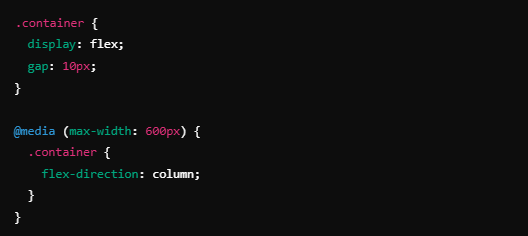 .container {
  display: flex;
  gap: 10px;
}

@media (max-width: 600px) {
  .container {
    flex-direction: column;
  }
}